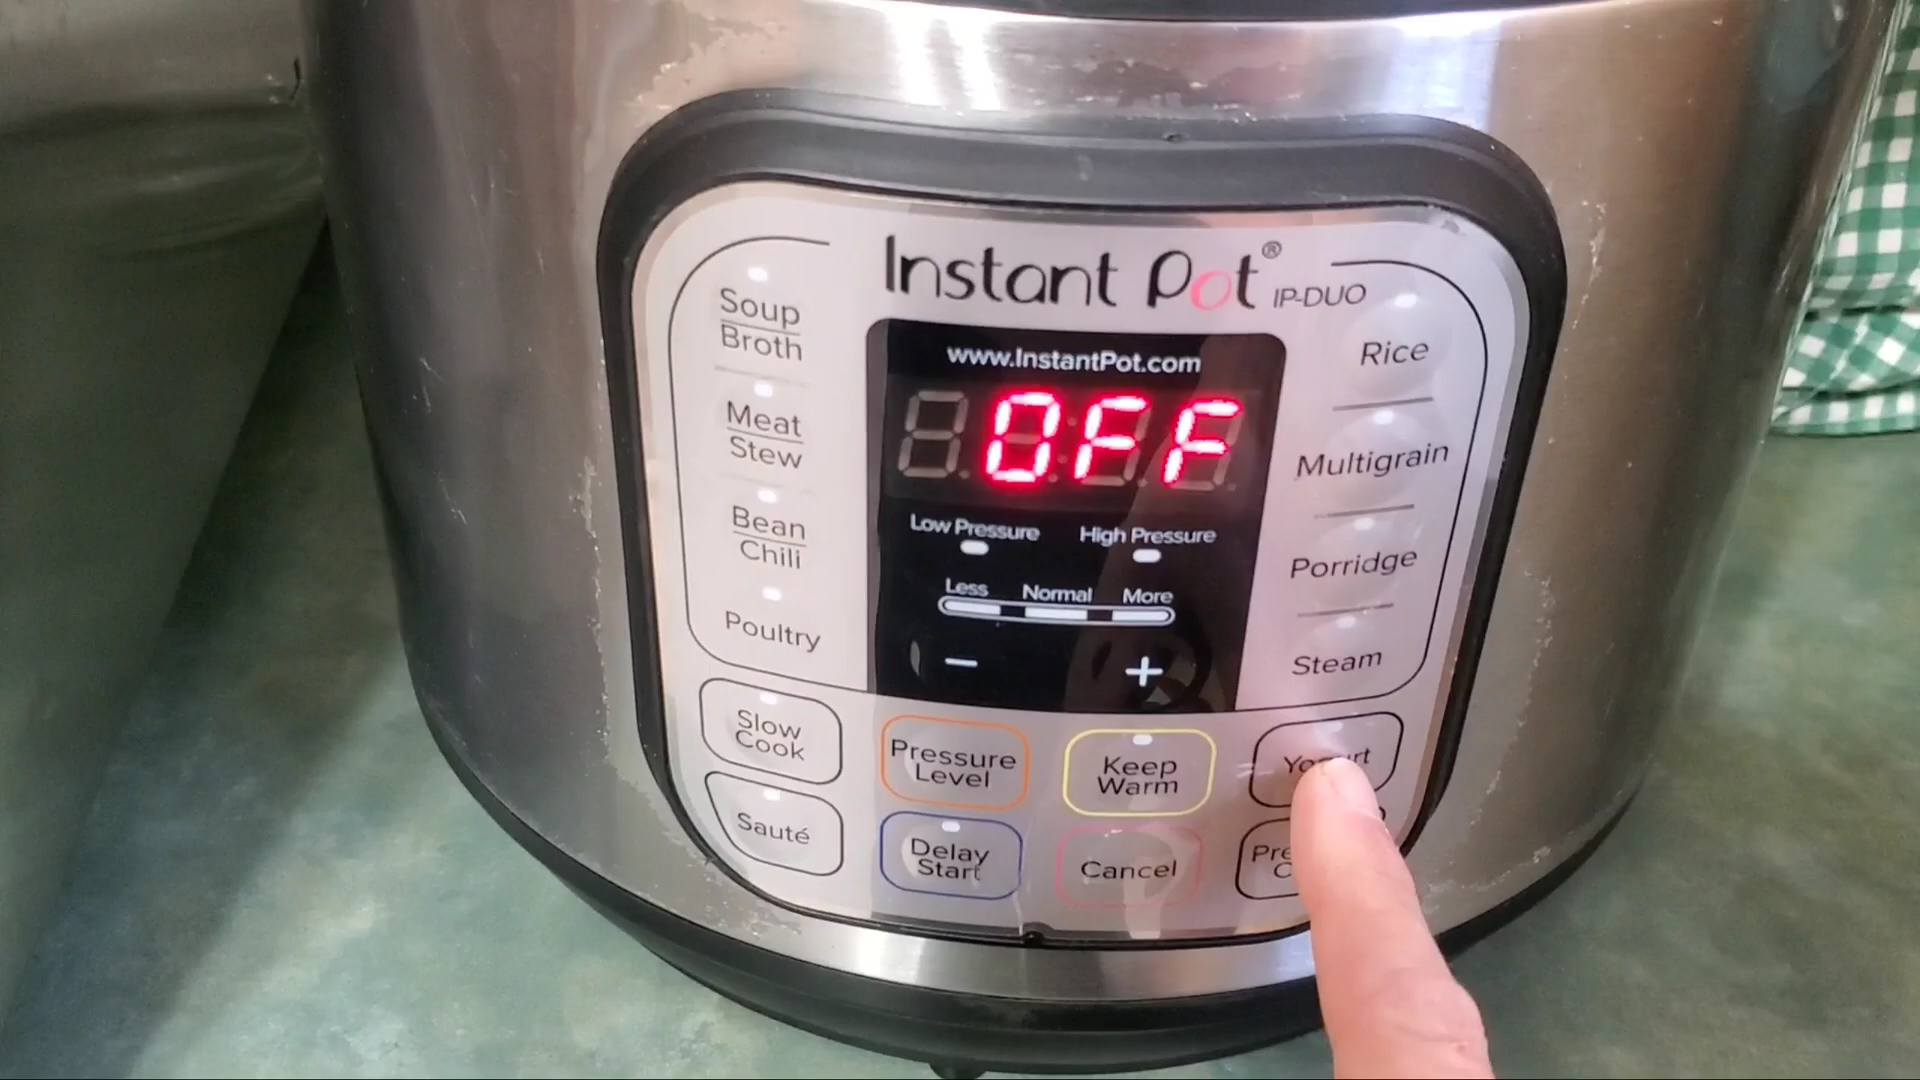 Instant Pot® IP-DUO
www.InstantPot.com
OFF
Low Pressure High Pressure
Less Normal More
− +
Soup
Broth
Meat
Stew
Bean
Chili
Poultry
Rice
Multigrain
Porridge
Steam
Slow
Cook
Sauté
Pressure
Level
Delay
Start
Keep
Warm
Cancel
Yogurt